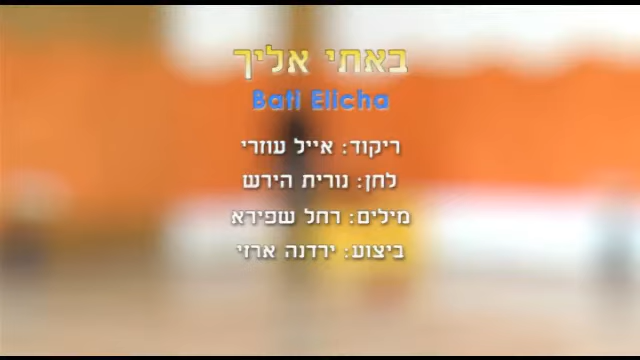 באתי אליך
Bati Elicha
ריקוד: אייל עוזרי
לחן: נורית הירש
מילים: רחל שפירא
ביצוע: ירדנה ארזי